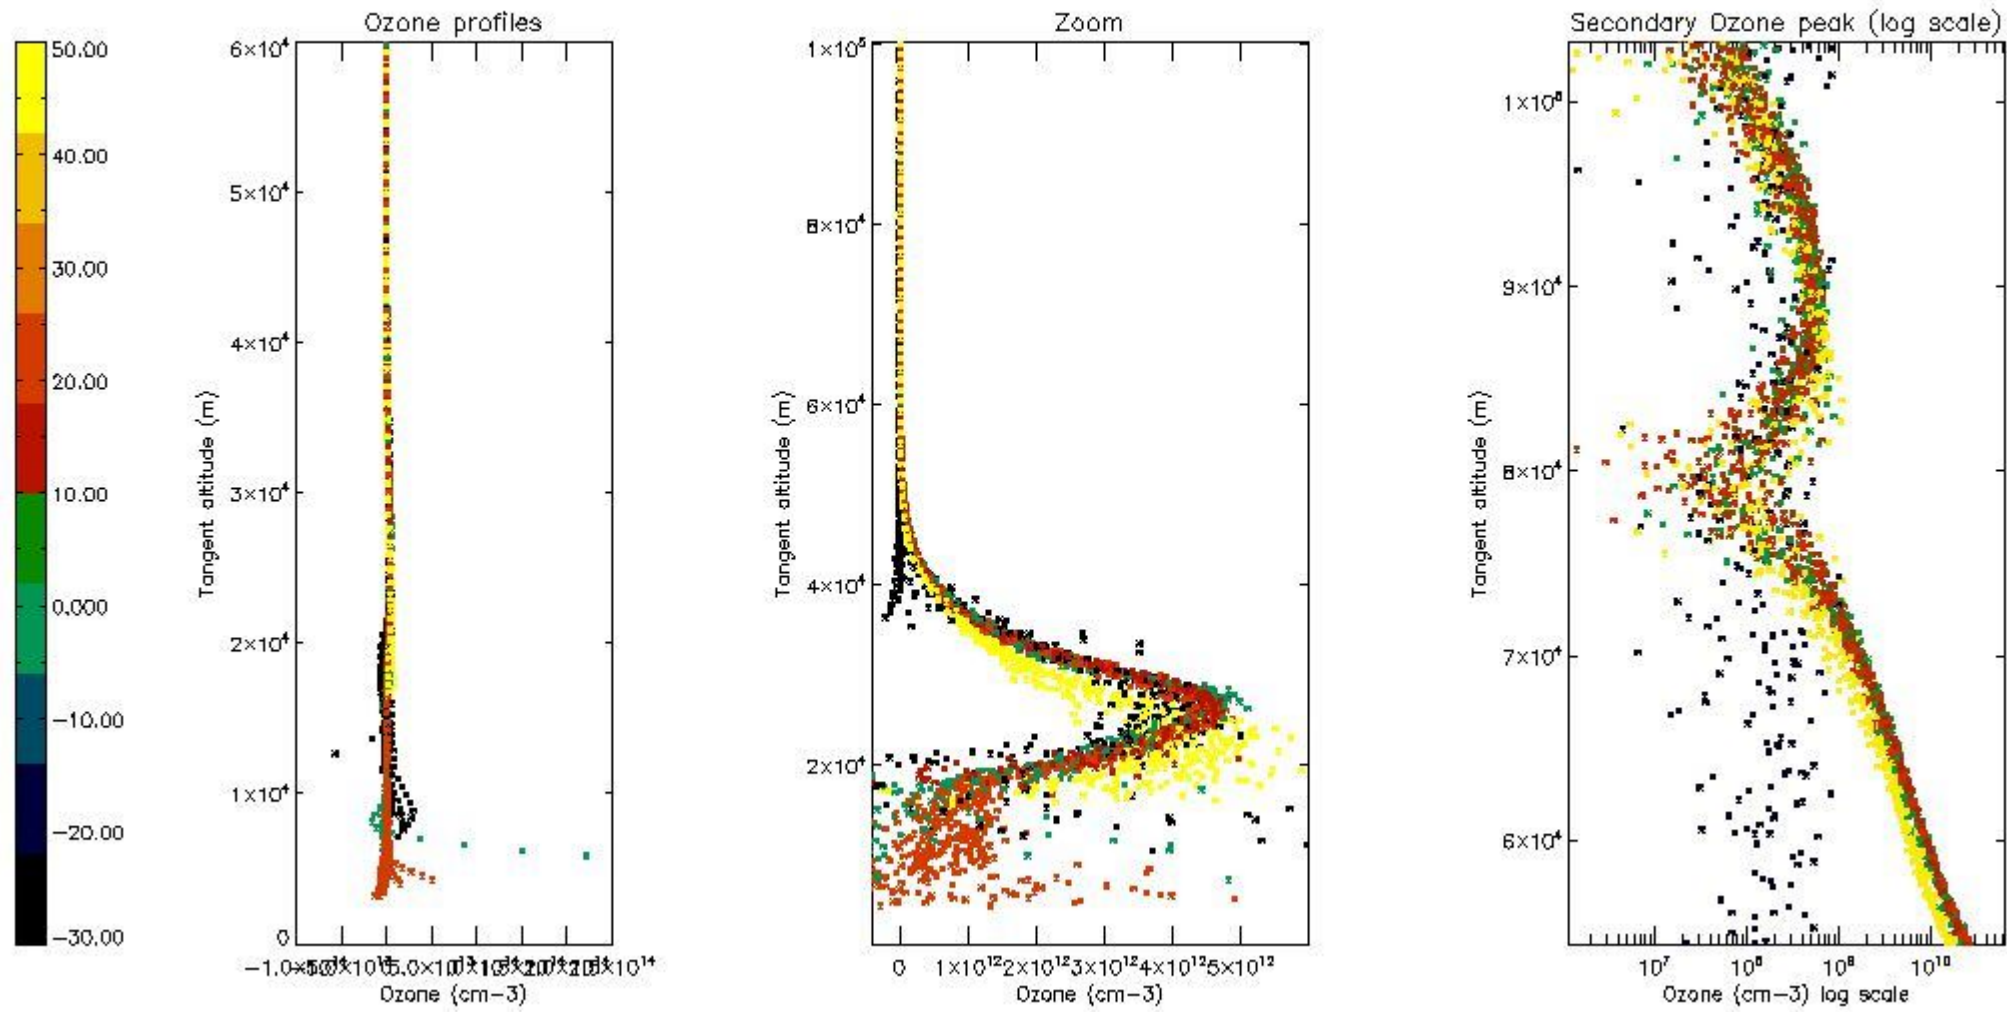 Ozone profiles
Zoom
Secondary Ozone peak (log scale)
50.00
40.00
30.00
20.00
10.00
0.000
−10.00
−20.00
−30.00
6×10⁴
5×10⁴
4×10⁴
3×10⁴
2×10⁴
1×10⁴
0
Tangent altitude (m)
Ozone (cm−3)
1×10⁵
8×10⁴
6×10⁴
4×10⁴
2×10⁴
Tangent altitude (m)
0 1×10¹² 2×10¹² 3×10¹² 4×10¹² 5×10¹²
Ozone (cm−3)
1×10⁵
9×10⁴
8×10⁴
7×10⁴
6×10⁴
Tangent altitude (m)
10⁷ 10⁸ 10⁹ 10¹⁰
Ozone (cm−3) log scale